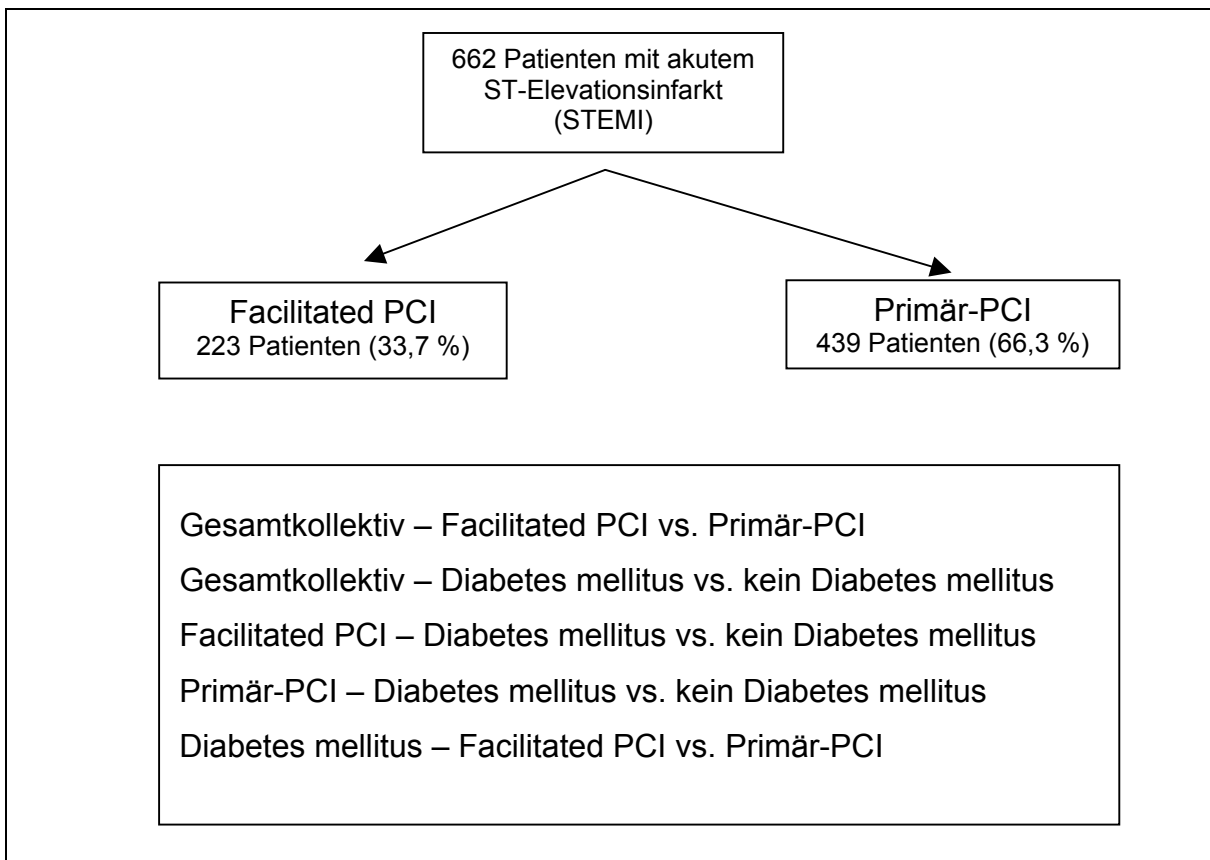 662 Patienten mit akutem
ST-Elevationsinfarkt
(STEMI)
Facilitated PCI
223 Patienten (33,7 %)
Primär-PCI
439 Patienten (66,3 %)
Gesamtkollektiv – Facilitated PCI vs. Primär-PCI
Gesamtkollektiv – Diabetes mellitus vs. kein Diabetes mellitus
Facilitated PCI – Diabetes mellitus vs. kein Diabetes mellitus
Primär-PCI – Diabetes mellitus vs. kein Diabetes mellitus
Diabetes mellitus – Facilitated PCI vs. Primär-PCI